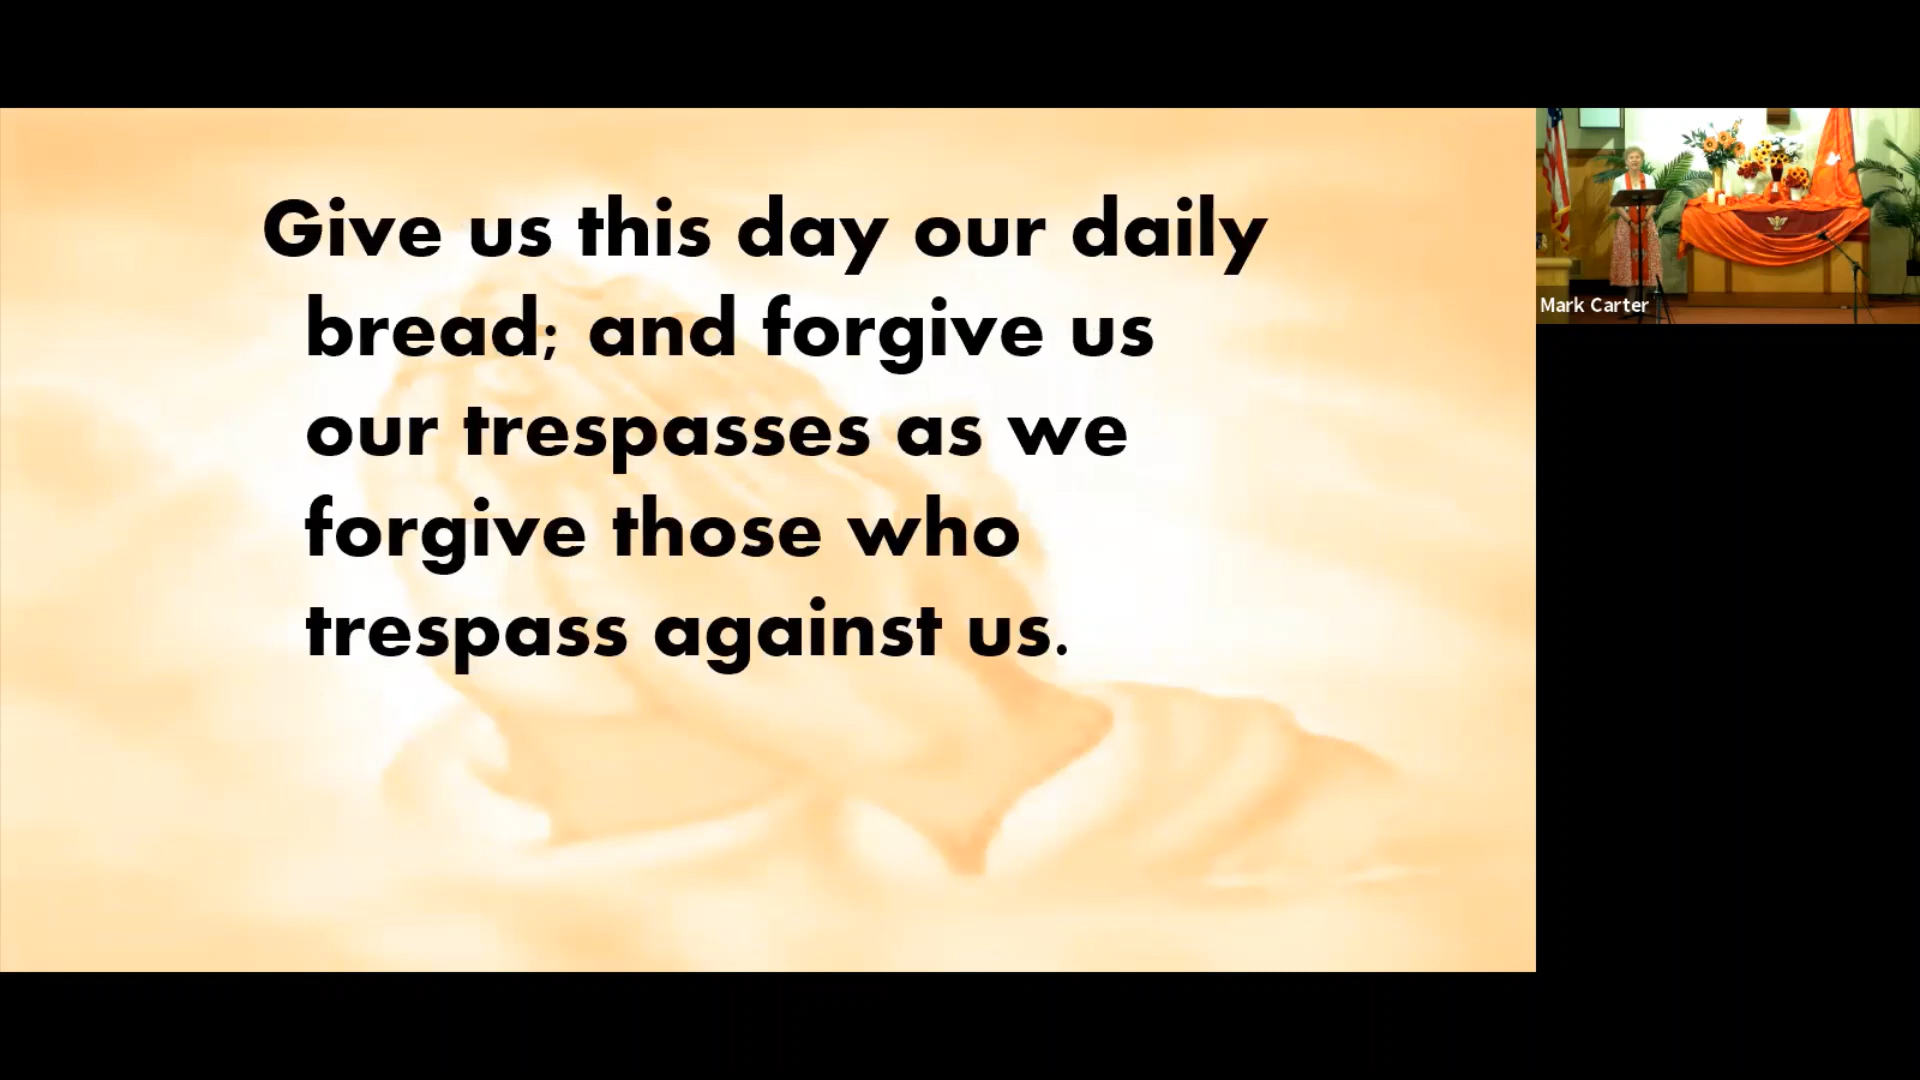 Give us this day our daily
bread; and forgive us
our trespasses as we
forgive those who
trespass against us.
Mark Carter